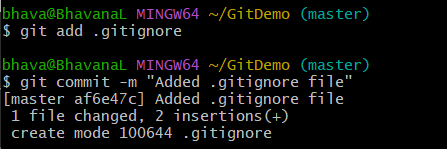 bhava@BhavanaL MINGW64 ~/GitDemo (master)
$ git add .gitignore
bhava@BhavanaL MINGW64 ~/GitDemo (master)
$ git commit -m "Added .gitignore file"
[master af6e47c] Added .gitignore file
 1 file changed, 2 insertions(+)
 create mode 100644 .gitignore